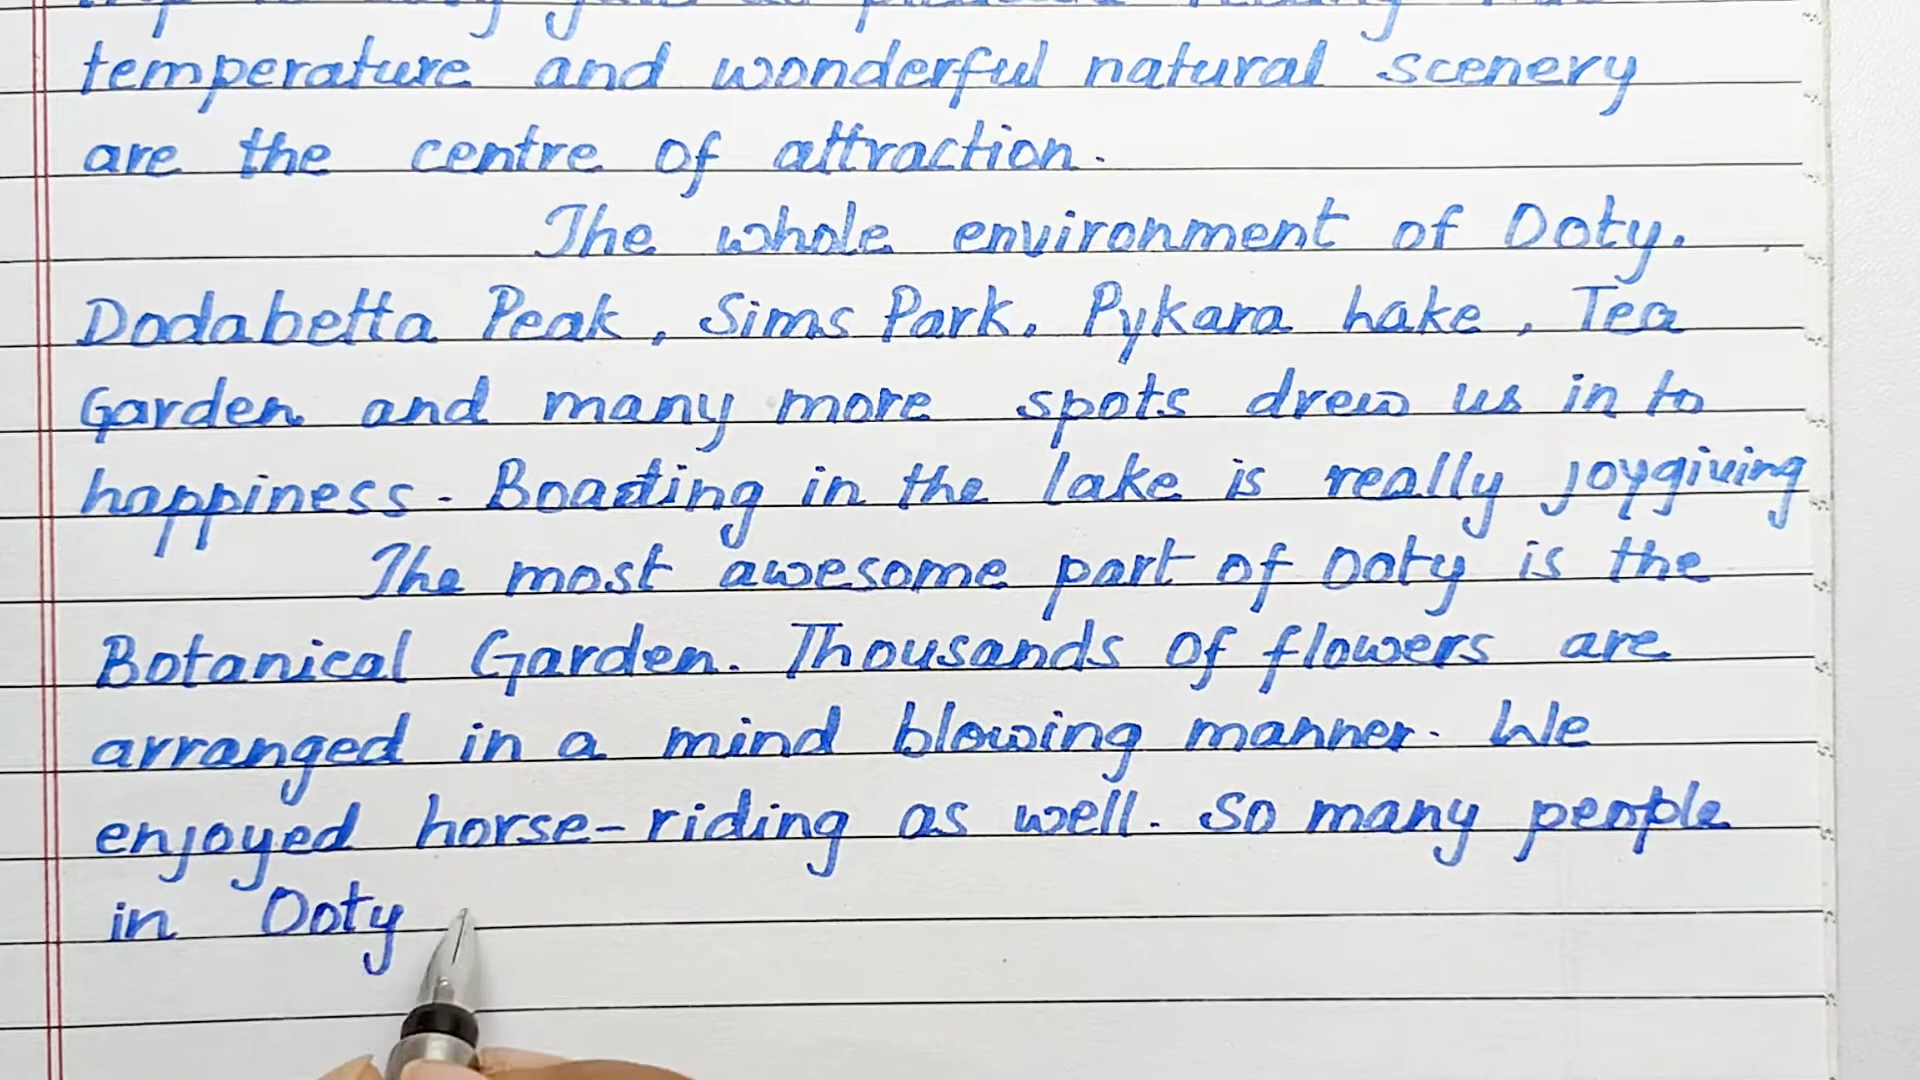 temperature and wonderful natural scenery
are the centre of attraction.
The whole environment of Ooty.
Dodabetta Peak, Sims Park, Pykara Lake, Tea
Garden and many more spots drew us in to
happiness. Boating in the lake is really joygiving
The most awesome part of Ooty is the
Botanical Garden. Thousands of flowers are
arranged in a mind blowing manner. We
enjoyed horse-riding as well. So many people
in Ooty